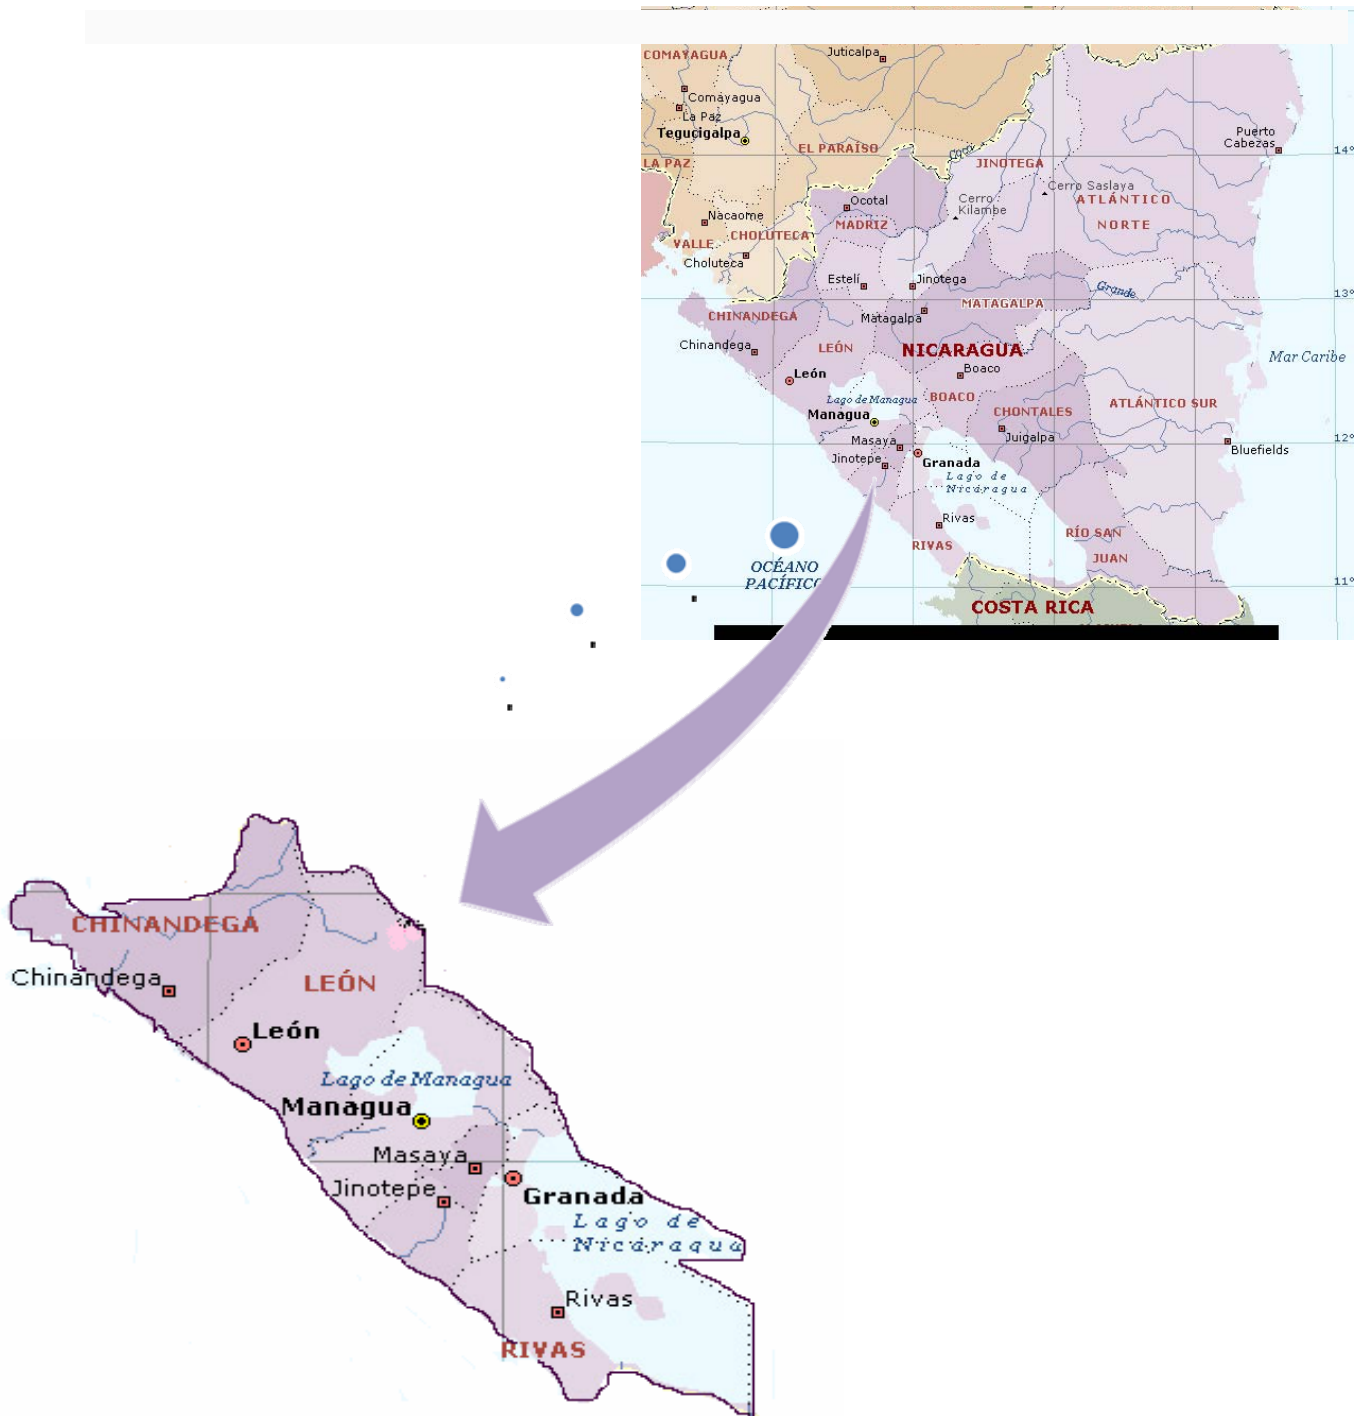 COMAYAGUA
Juticalpa
Comayagua
La Paz
Tegucigalpa
EL PARAÍSO
LA PAZ
Coco
JINOTEGA
Puerto
Cabezas
14°
Cerro Saslaya
Cerro
Kilambe
ATLÁNTICO
NORTE
Ocotal
MADRIZ
Nacaome
CHOLUTECA
VALLE
Choluteca
Estelí
Jinotega
13°
Grande
MATAGALPA
CHINANDEGA
Matagalpa
Chinandega
LEÓN
NICARAGUA
Mar Caribe
Boaco
León
Lago de Managua
BOACO
ATLÁNTICO SUR
CHONTALES
Managua
Juigalpa
12°
Masaya
Bluefields
Jinotepe
Granada
Lago de
Nicáragua
Rivas
RÍO SAN
JUAN
RIVAS
OCÉANO
PACÍFICO
11°
COSTA RICA
CHINANDEGA
Chinandega
LEÓN
León
Lago de Managua
Managua
Masaya
Jinotepe
Granada
Lago de
Nicáragua
Rivas
RIVAS